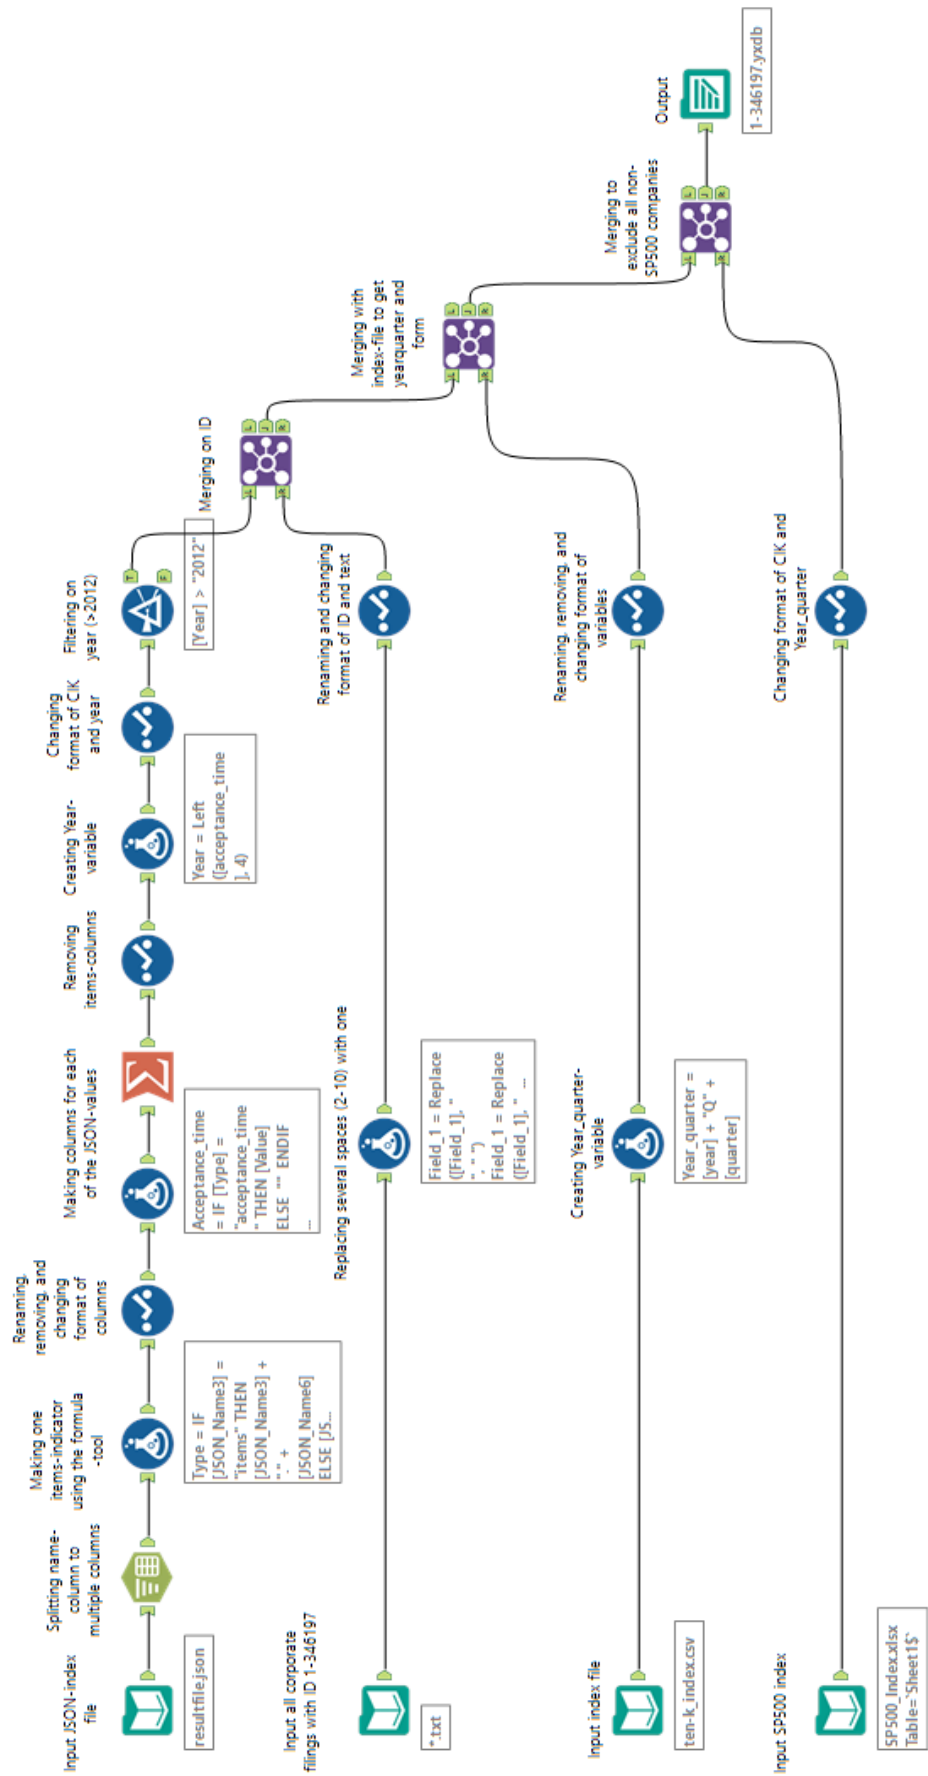 Input JSON-index
file
resultfile.json
Splitting name-
column to
multiple columns
Making one
items-indicator
using the formula
-tool
Type = IF
[JSON_Name3] =
"items" THEN
[JSON_Name3] +
"." +
[JSON_Name6]
ELSE [JS...
Renaming,
removing, and
changing
format of
columns
Making columns for each
of the JSON-values
Acceptance_time
= IF [Type] =
"acceptance_time
" THEN [Value]
ELSE "" ENDIF
...
Removing
items-columns
Creating Year-
variable
Year = Left
([acceptance_time
], 4)
Changing
format of CIK
and year
Filtering on
year (>2012)
T
F
[Year] > "2012"
Merging on ID
L
R
L
J
R
Input all corporate
filings with ID 1-346197
*.txt
Replacing several spaces (2-10) with one
Field_1 = Replace
([Field_1], "
", " ")
Field_1 = Replace
([Field_1], " ...
Renaming and changing
format of ID and text
Merging with
index-file to get
yearquarter and
form
L
R
L
J
R
Input index file
ten-k_index.csv
Creating Year_quarter-
variable
Year_quarter =
[year] + "Q" +
[quarter]
Renaming, removing, and
changing format of
variables
Merging to
exclude all non-
SP500 companies
L
R
L
J
R
Output
1-346197.yxdb
Input SP500 index
SP500_Index.xlsx
Table=`Sheet1$`
Changing format of CIK and
Year_quarter